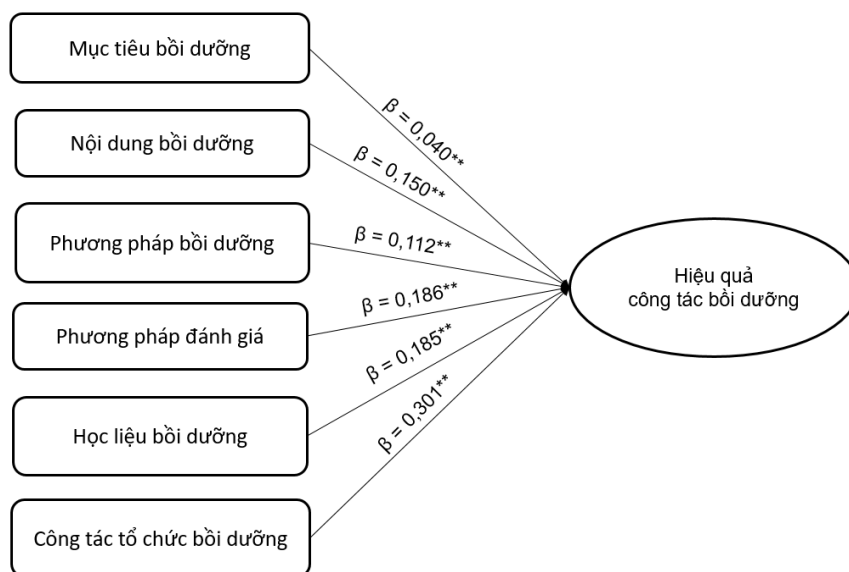 Mục tiêu bồi dưỡng
Nội dung bồi dưỡng
Phương pháp bồi dưỡng
Phương pháp đánh giá
Học liệu bồi dưỡng
Công tác tổ chức bồi dưỡng
β = 0,040**
β = 0,150**
β = 0,112**
β = 0,186**
β = 0,185**
β = 0,301**
Hiệu quả
công tác bồi dưỡng